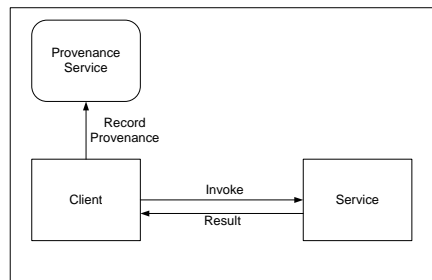 Provenance
Service
Record
Provenance
Client
Invoke
Result
Service